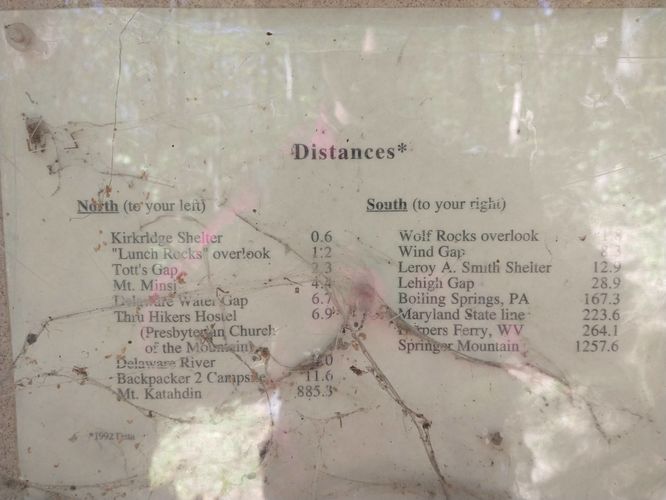 Distances*
North (to your left)
Kirkridge Shelter 0.6
"Lunch Rocks" overlook 1.2
Tott's Gap 2.3
Mt. Minsi 4.4
Delaware Water Gap 6.7
Thru Hikers Hostel 6.9
(Presbyterian Church
of the Mountain)
Delaware River
Backpacker 2 Campsite 11.6
Mt. Katahdin 885.3
*1992 Data
South (to your right)
Wolf Rocks overlook
Wind Gap
Leroy A. Smith Shelter 12.9
Lehigh Gap 28.9
Boiling Springs, PA 167.3
Maryland State line 223.6
Harpers Ferry, WV 264.1
Springer Mountain 1257.6